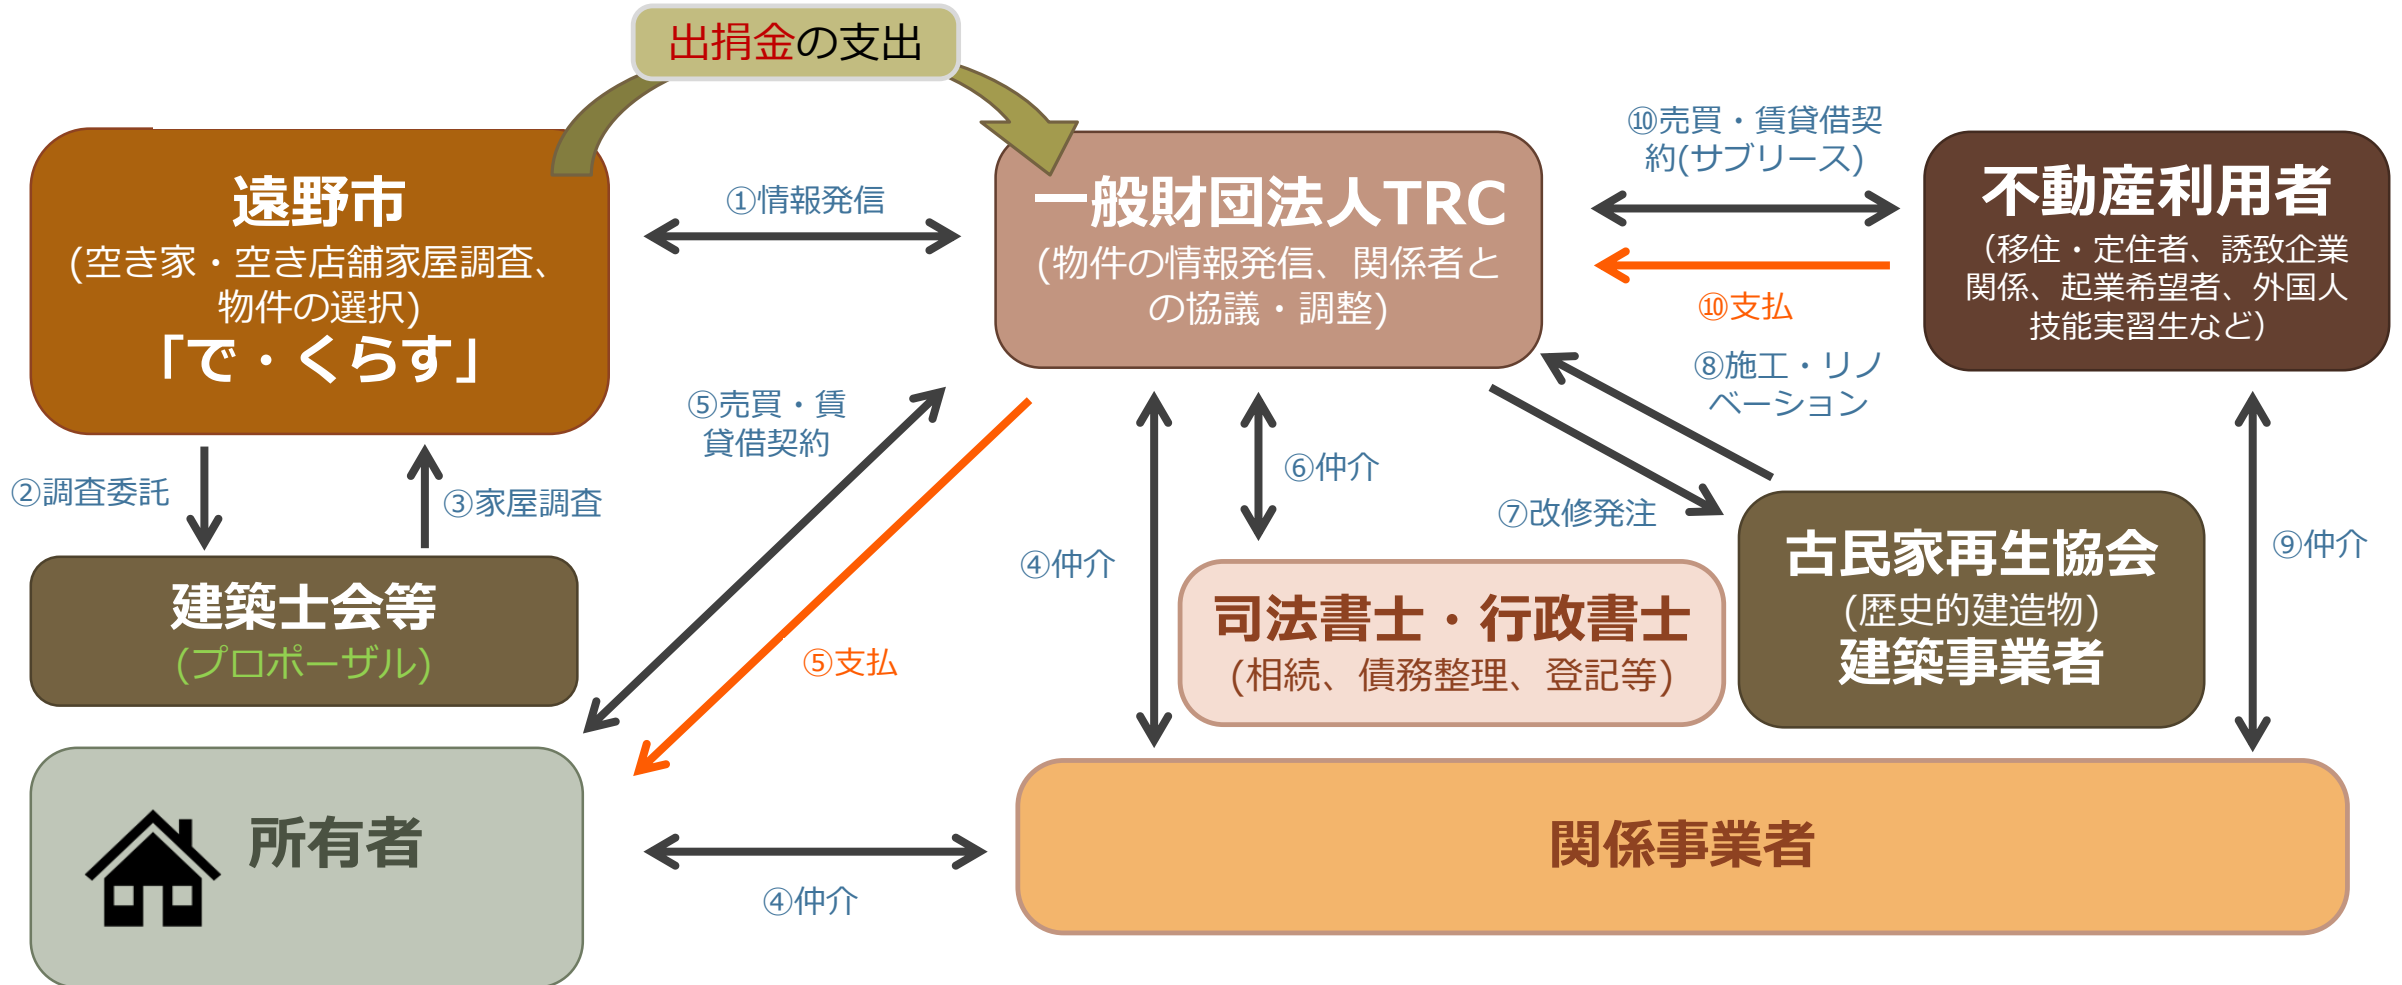 出捐金の支出
遠野市
(空き家・空き店舗家屋調査、
物件の選択)
「で・くらす」
①情報発信
一般財団法人TRC
(物件の情報発信、関係者と
の協議・調整)
⑩売買・賃貸借契
約(サブリース)
⑩支払
不動産利用者
（移住・定住者、誘致企業
関係、起業希望者、外国人
技能実習生など）
②調査委託
③家屋調査
⑤売買・賃
貸借契約
⑤支払
④仲介
⑥仲介
⑧施工・リノ
ベーション
⑦改修発注
⑨仲介
建築士会等
(プロポーザル)
司法書士・行政書士
(相続、債務整理、登記等)
古民家再生協会
(歴史的建造物)
建築事業者
所有者
④仲介
関係事業者